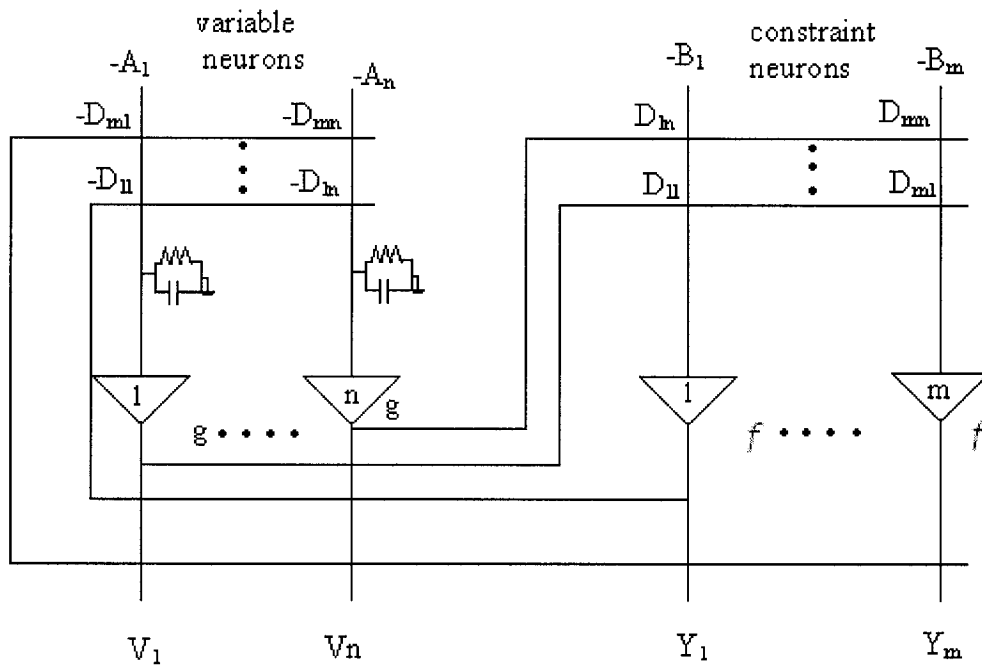 variable neurons
constraint neurons
-A₁
-Aₙ
-B₁
-Bₘ
-Dₘ₁
-Dₘₙ
D₁ₙ
Dₘₙ
-D₁₁
-D₁ₙ
D₁₁
Dₘ₁
1
n
1
m
g
g
f
f
V₁
Vn
Y₁
Yₘ